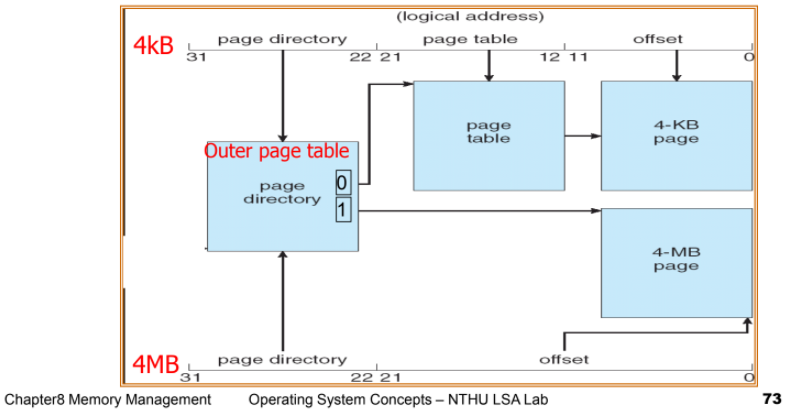 (logical address)
4kB page directory page table offset
31 22 21 12 11 0
Outer page table
page directory
0
1
page table
4-KB page
4-MB page
4MB page directory offset
31 22 21 0
Chapter8 Memory Management Operating System Concepts – NTHU LSA Lab 73